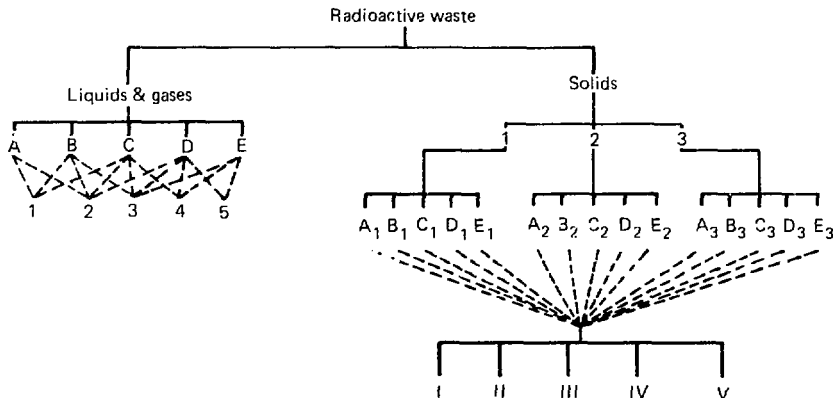 Radioactive waste
Liquids & gases
Solids
1 2 3
A B C D E
1 2 3 4 5
A1 B1 C1 D1 E1 A2 B2 C2 D2 E2 A3 B3 C3 D3 E3
I II III IV V